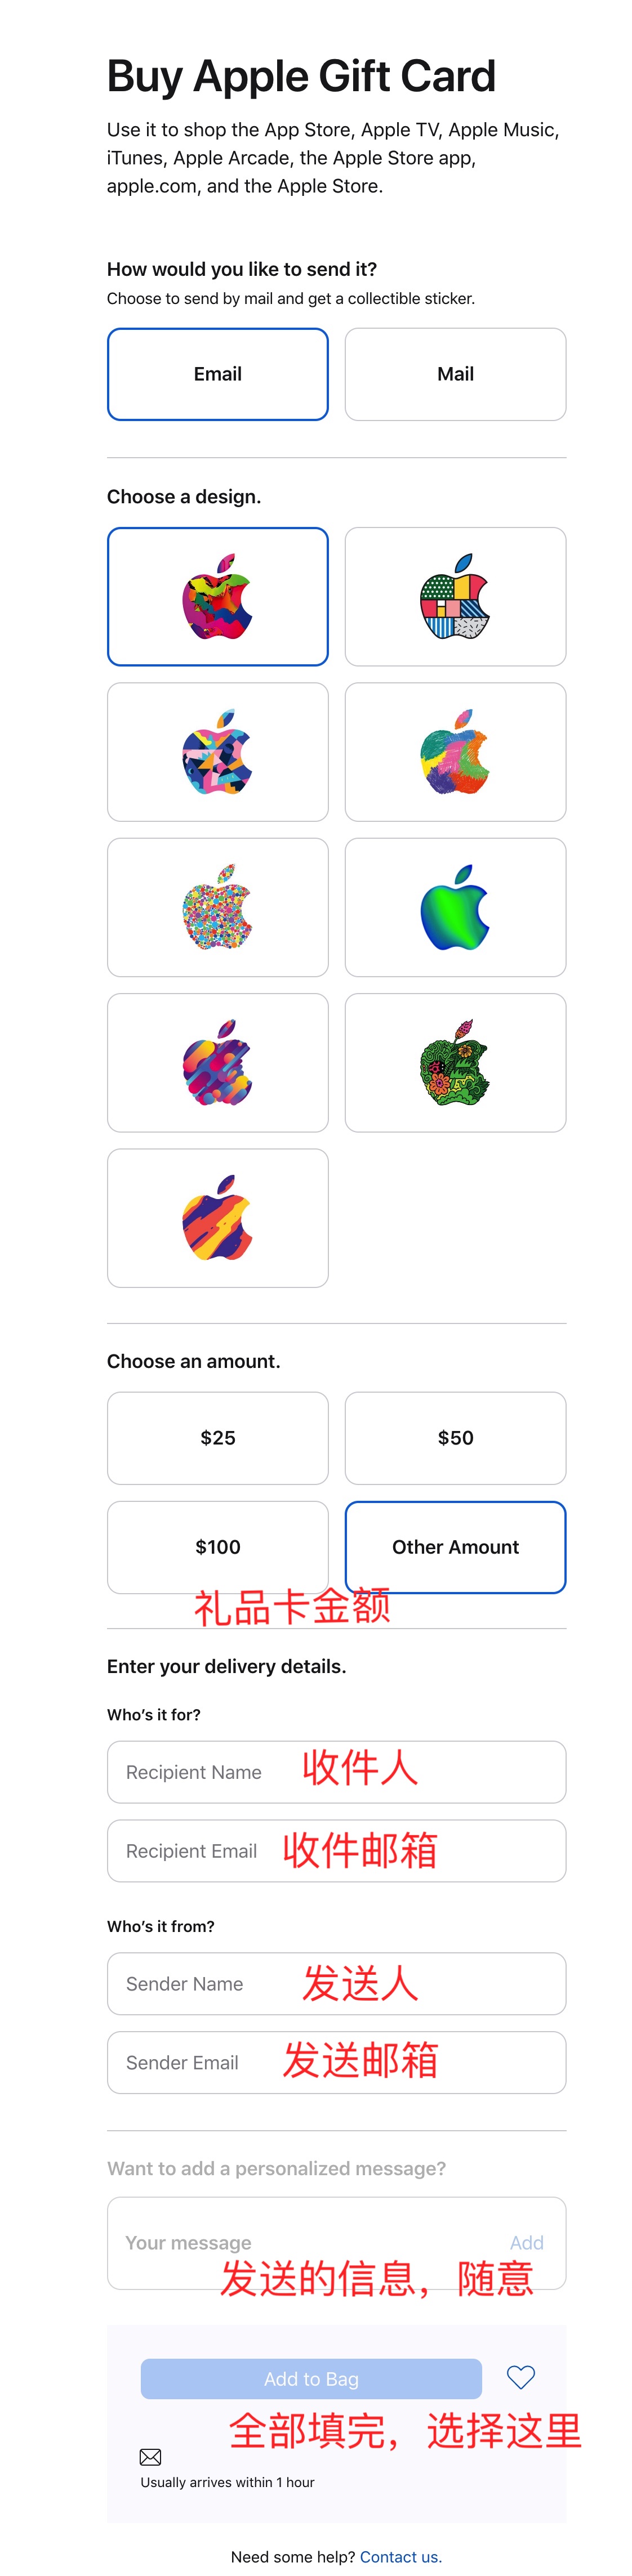 Buy Apple Gift Card
Use it to shop the App Store, Apple TV, Apple Music,
iTunes, Apple Arcade, the Apple Store app,
apple.com, and the Apple Store.
How would you like to send it?
Choose to send by mail and get a collectible sticker.
Email
Mail
Choose a design.
Choose an amount.
$25
$50
$100
Other Amount
礼品卡金额
Enter your delivery details.
Who's it for?
Recipient Name
收件人
Recipient Email
收件邮箱
Who's it from?
Sender Name
发送人
Sender Email
发送邮箱
Want to add a personalized message?
Your message
Add
发送的信息，随意
Add to Bag
全部填完，选择这里
Usually arrives within 1 hour
Need some help? Contact us.